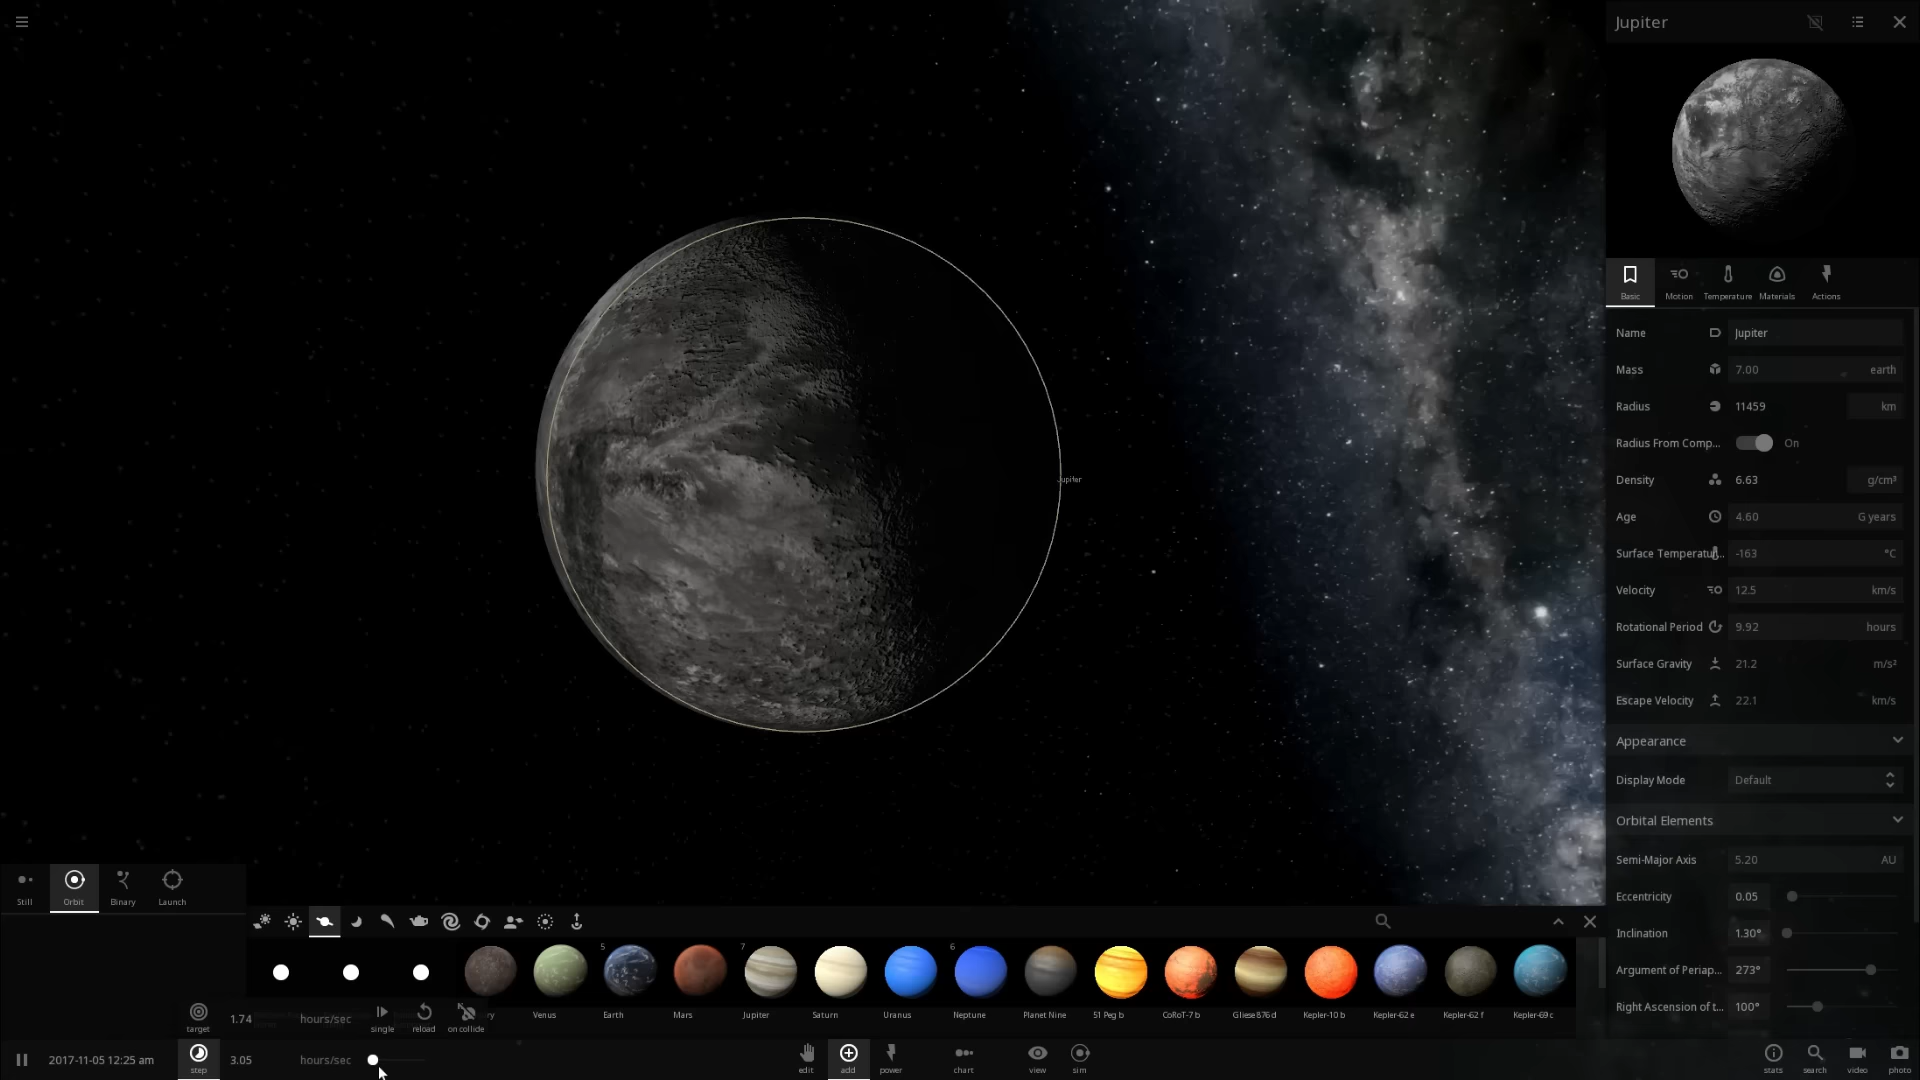 Jupiter
Basic
Motion
Temperature
Materials
Actions
Name Jupiter
Mass 7.00 earth
Radius 11459 km
Radius From Comp... On
Density 6.63 g/cm³
Age 4.60 G years
Surface Temperatu... -163 °C
Velocity 12.5 km/s
Rotational Period 9.92 hours
Surface Gravity 21.2 m/s²
Escape Velocity 22.1 km/s
Appearance
Display Mode Default
Orbital Elements
Semi-Major Axis 5.20 AU
Eccentricity 0.05
Inclination 1.30°
Argument of Periap... 273°
Right Ascension of t... 100°
Jupiter
Still
Orbit
Binary
Launch
5
7
6
ry
Venus
Earth
Mars
Jupiter
Saturn
Uranus
Neptune
Planet Nine
51 Peg b
CoRoT-7 b
Gliese 876 d
Kepler-10 b
Kepler-62 e
Kepler-62 f
Kepler-69 c
target
1.74 hours/sec
single
reload
on collide
2017-11-05 12:25 am
step
3.05 hours/sec
edit
add
power
chart
view
sim
stats
search
video
photo